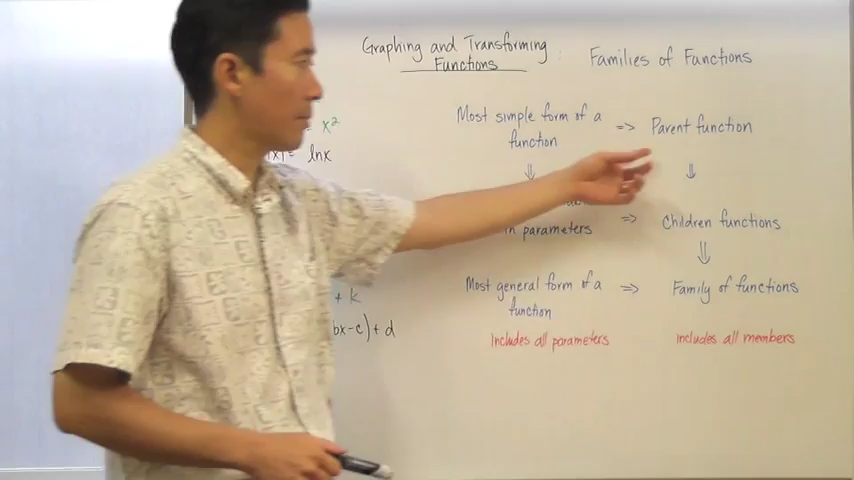 Graphing and Transforming
Functions : Families of Functions
Most simple form of a
function => Parent function
⇓ ⇓
in parameters => Children functions
⇓
Most general form of a
function => Family of functions
Includes all parameters Includes all members
= x²
= lnx
+ k
bx-c) + d